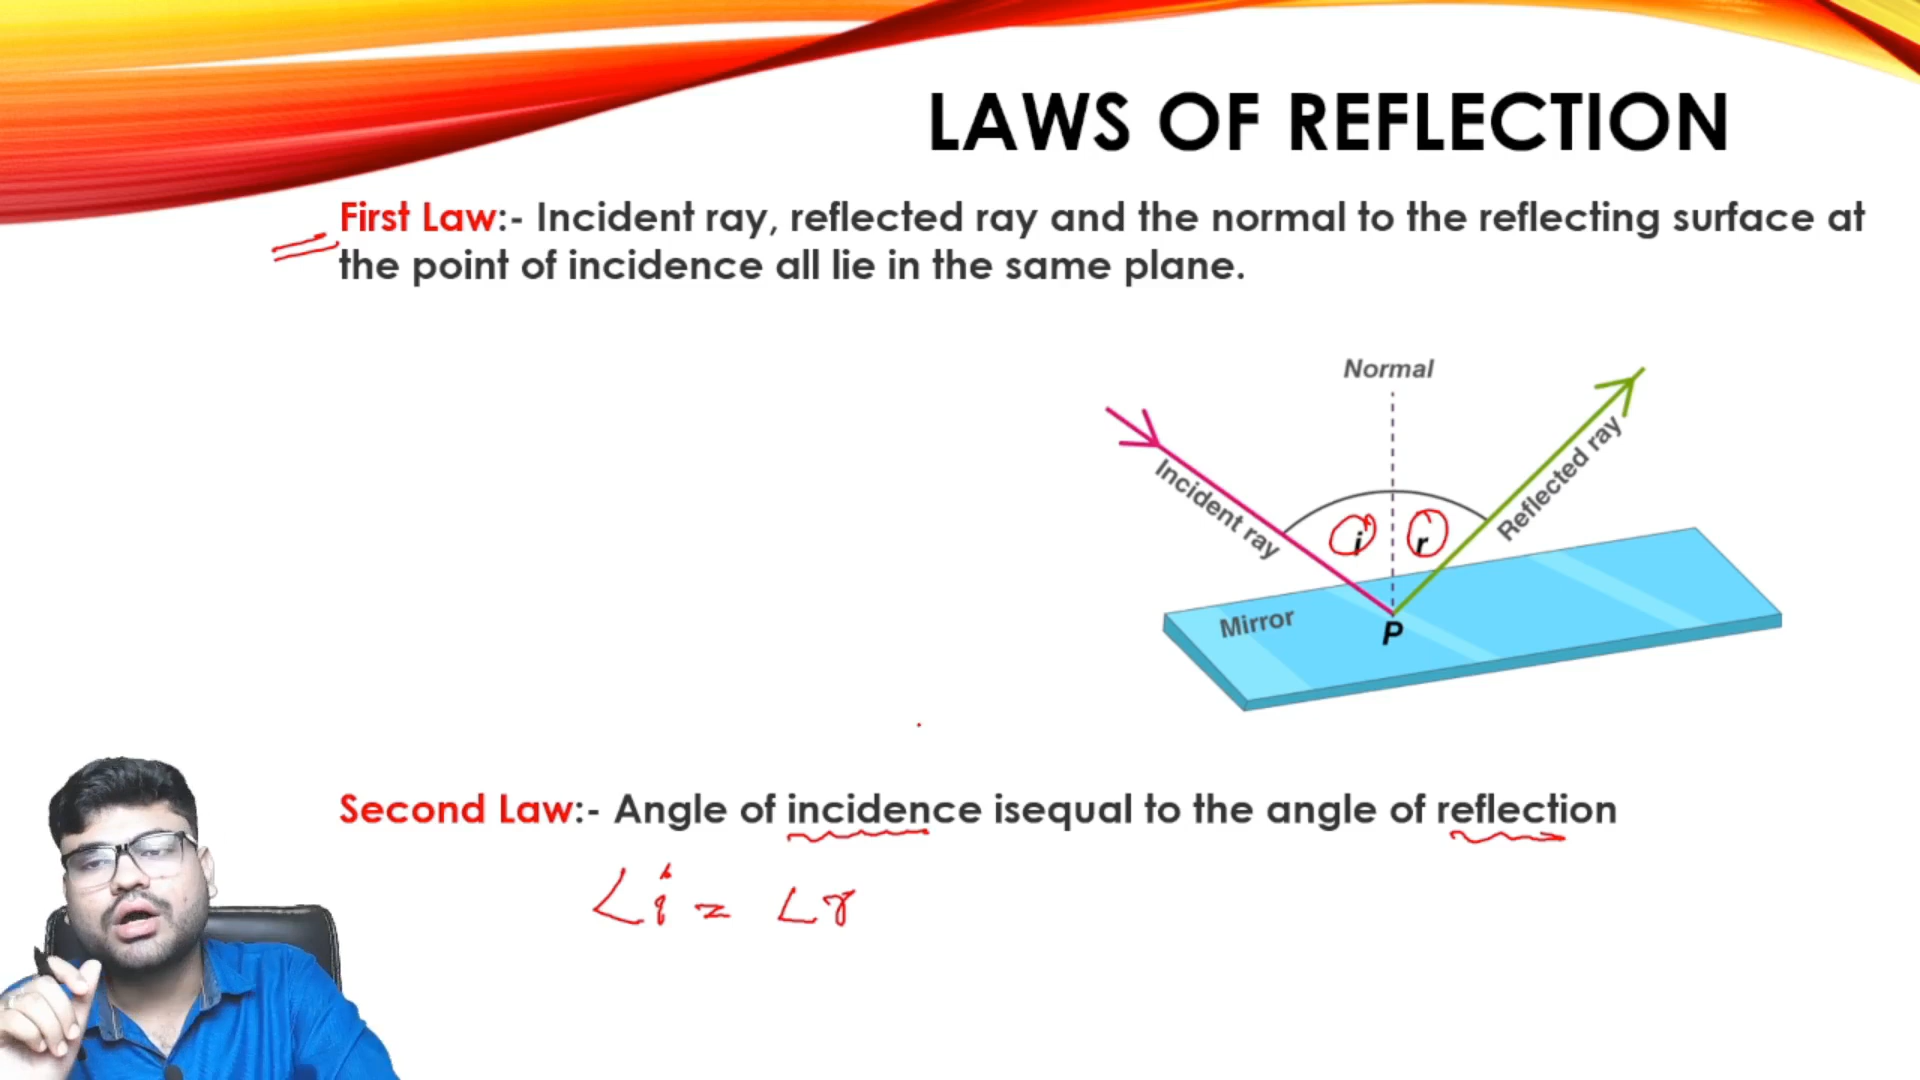 LAWS OF REFLECTION
First Law:- Incident ray, reflected ray and the normal to the reflecting surface at
the point of incidence all lie in the same plane.
Normal
Incident ray
Reflected ray
i
r
Mirror
P
Second Law:- Angle of incidence isequal to the angle of reflection
∠i = ∠r